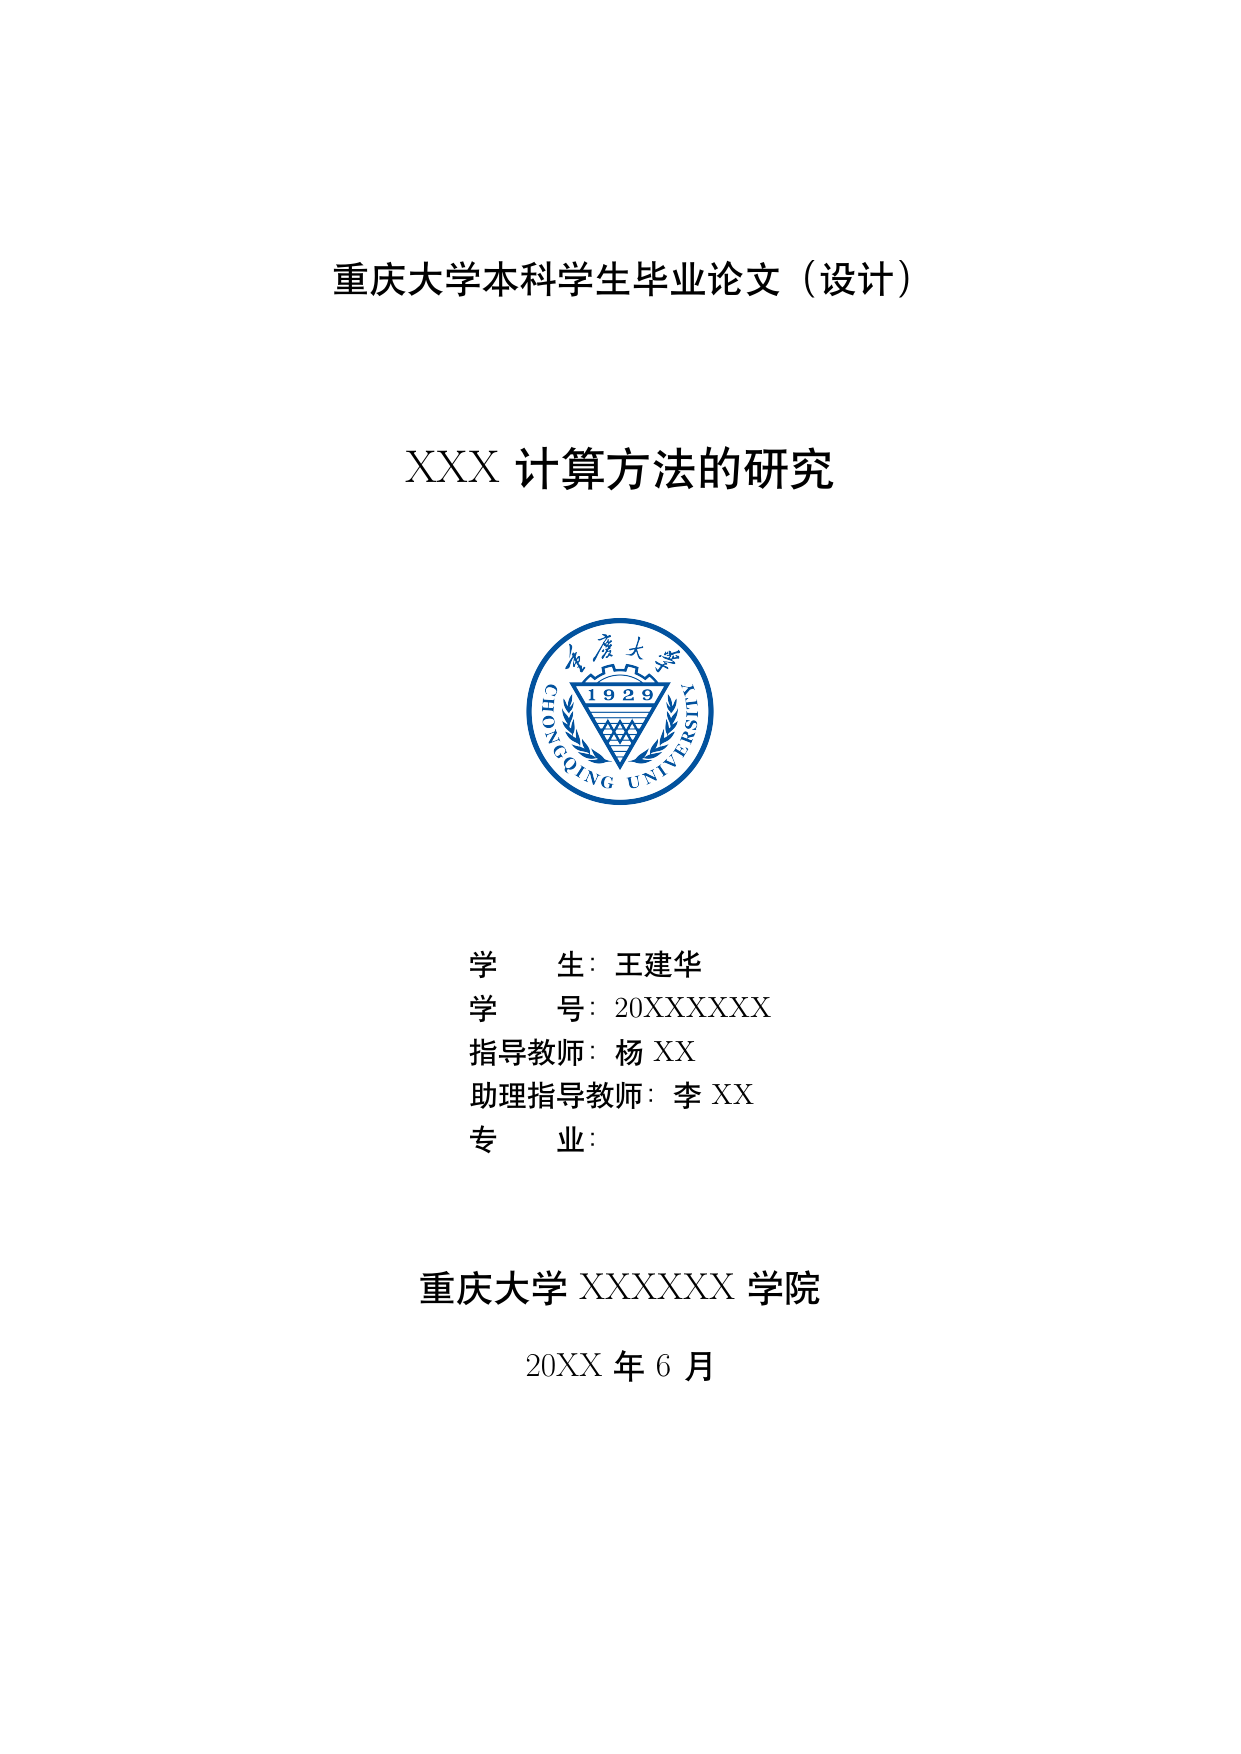 重庆大学本科学生毕业论文（设计）
XXX 计算方法的研究
重庆大学
1929
CHONGQING UNIVERSITY
学　　生：王建华
学　　号：20XXXXXX
指导教师：杨 XX
助理指导教师：李 XX
专　　业：
重庆大学 XXXXXX 学院
20XX 年 6 月